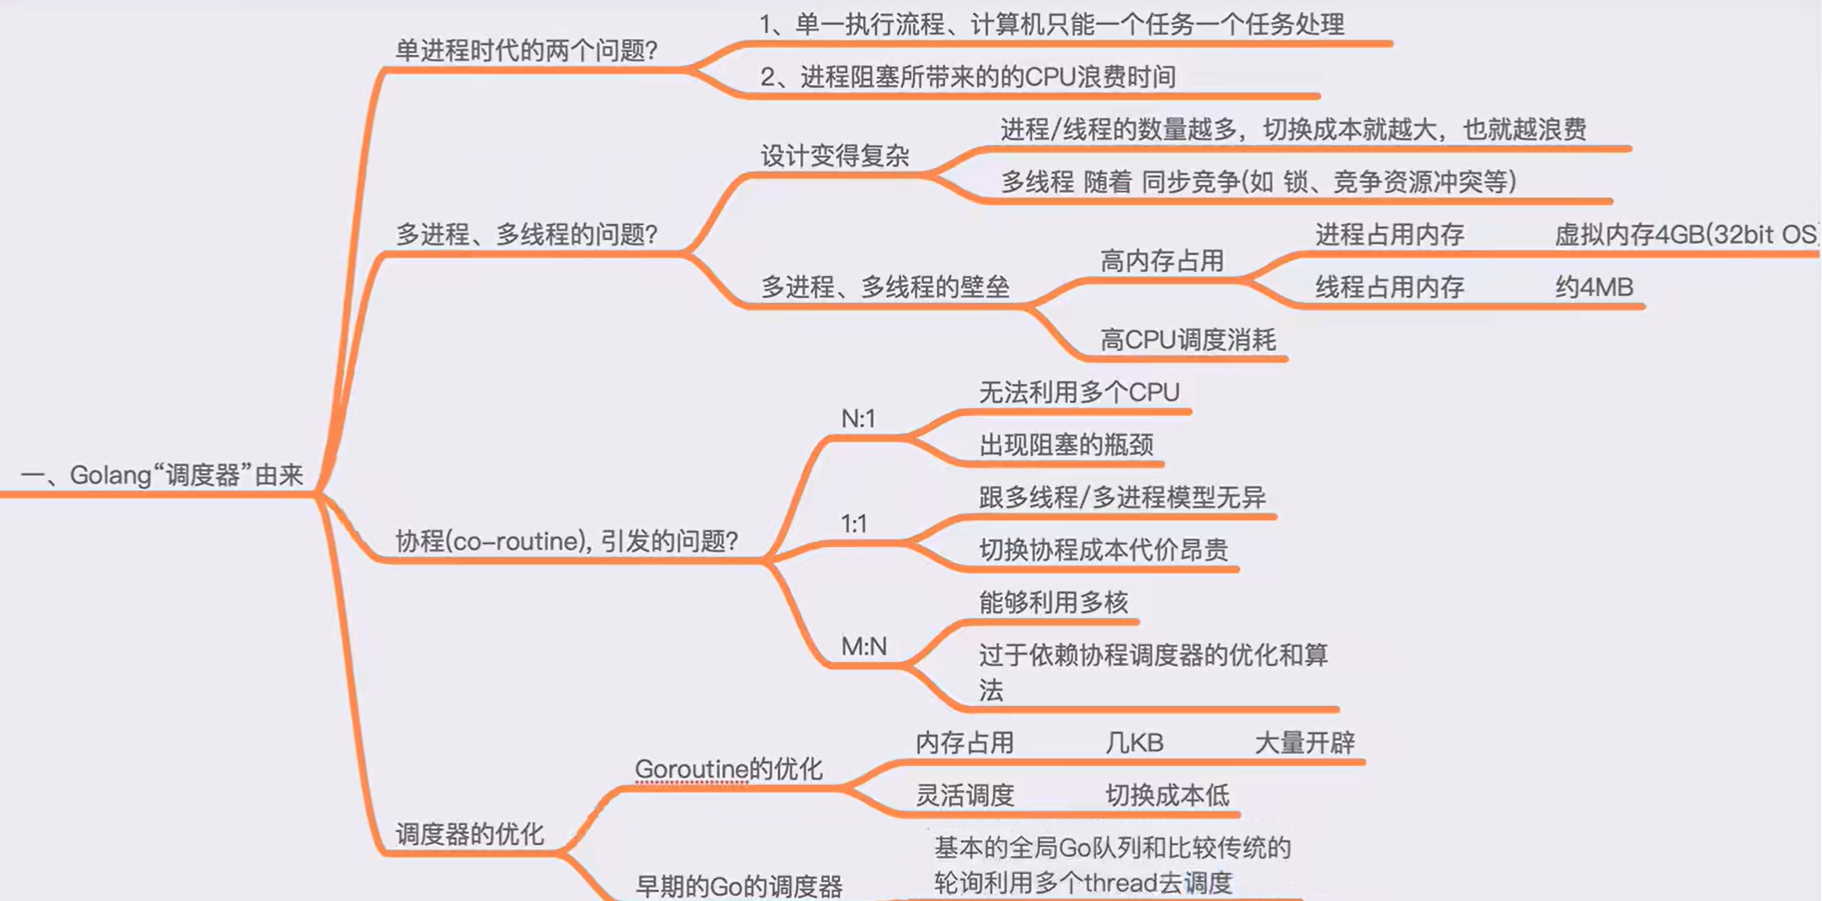 单进程时代的两个问题?
1、单一执行流程、计算机只能一个任务一个任务处理
2、进程阻塞所带来的的CPU浪费时间
多进程、多线程的问题?
设计变得复杂
进程/线程的数量越多，切换成本就越大，也就越浪费
多线程 随着 同步竞争(如 锁、竞争资源冲突等)
多进程、多线程的壁垒
高内存占用
进程占用内存
虚拟内存4GB(32bit OS)
线程占用内存
约4MB
高CPU调度消耗
一、Golang“调度器”由来
协程(co-routine), 引发的问题?
N:1
无法利用多个CPU
出现阻塞的瓶颈
1:1
跟多线程/多进程模型无异
切换协程成本代价昂贵
M:N
能够利用多核
过于依赖协程调度器的优化和算
法
调度器的优化
Goroutine的优化
内存占用
几KB
大量开辟
灵活调度
切换成本低
早期的Go的调度器
基本的全局Go队列和比较传统的
轮询利用多个thread去调度